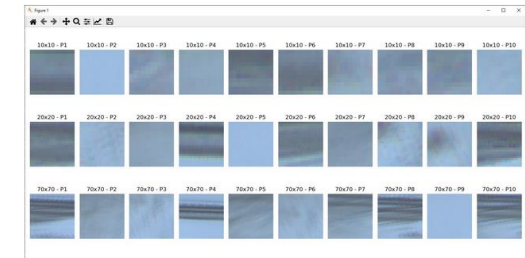 Figure 1
10x10 - P1 10x10 - P2 10x10 - P3 10x10 - P4 10x10 - P5 10x10 - P6 10x10 - P7 10x10 - P8 10x10 - P9 10x10 - P10
20x20 - P1 20x20 - P2 20x20 - P3 20x20 - P4 20x20 - P5 20x20 - P6 20x20 - P7 20x20 - P8 20x20 - P9 20x20 - P10
70x70 - P1 70x70 - P2 70x70 - P3 70x70 - P4 70x70 - P5 70x70 - P6 70x70 - P7 70x70 - P8 70x70 - P9 70x70 - P10